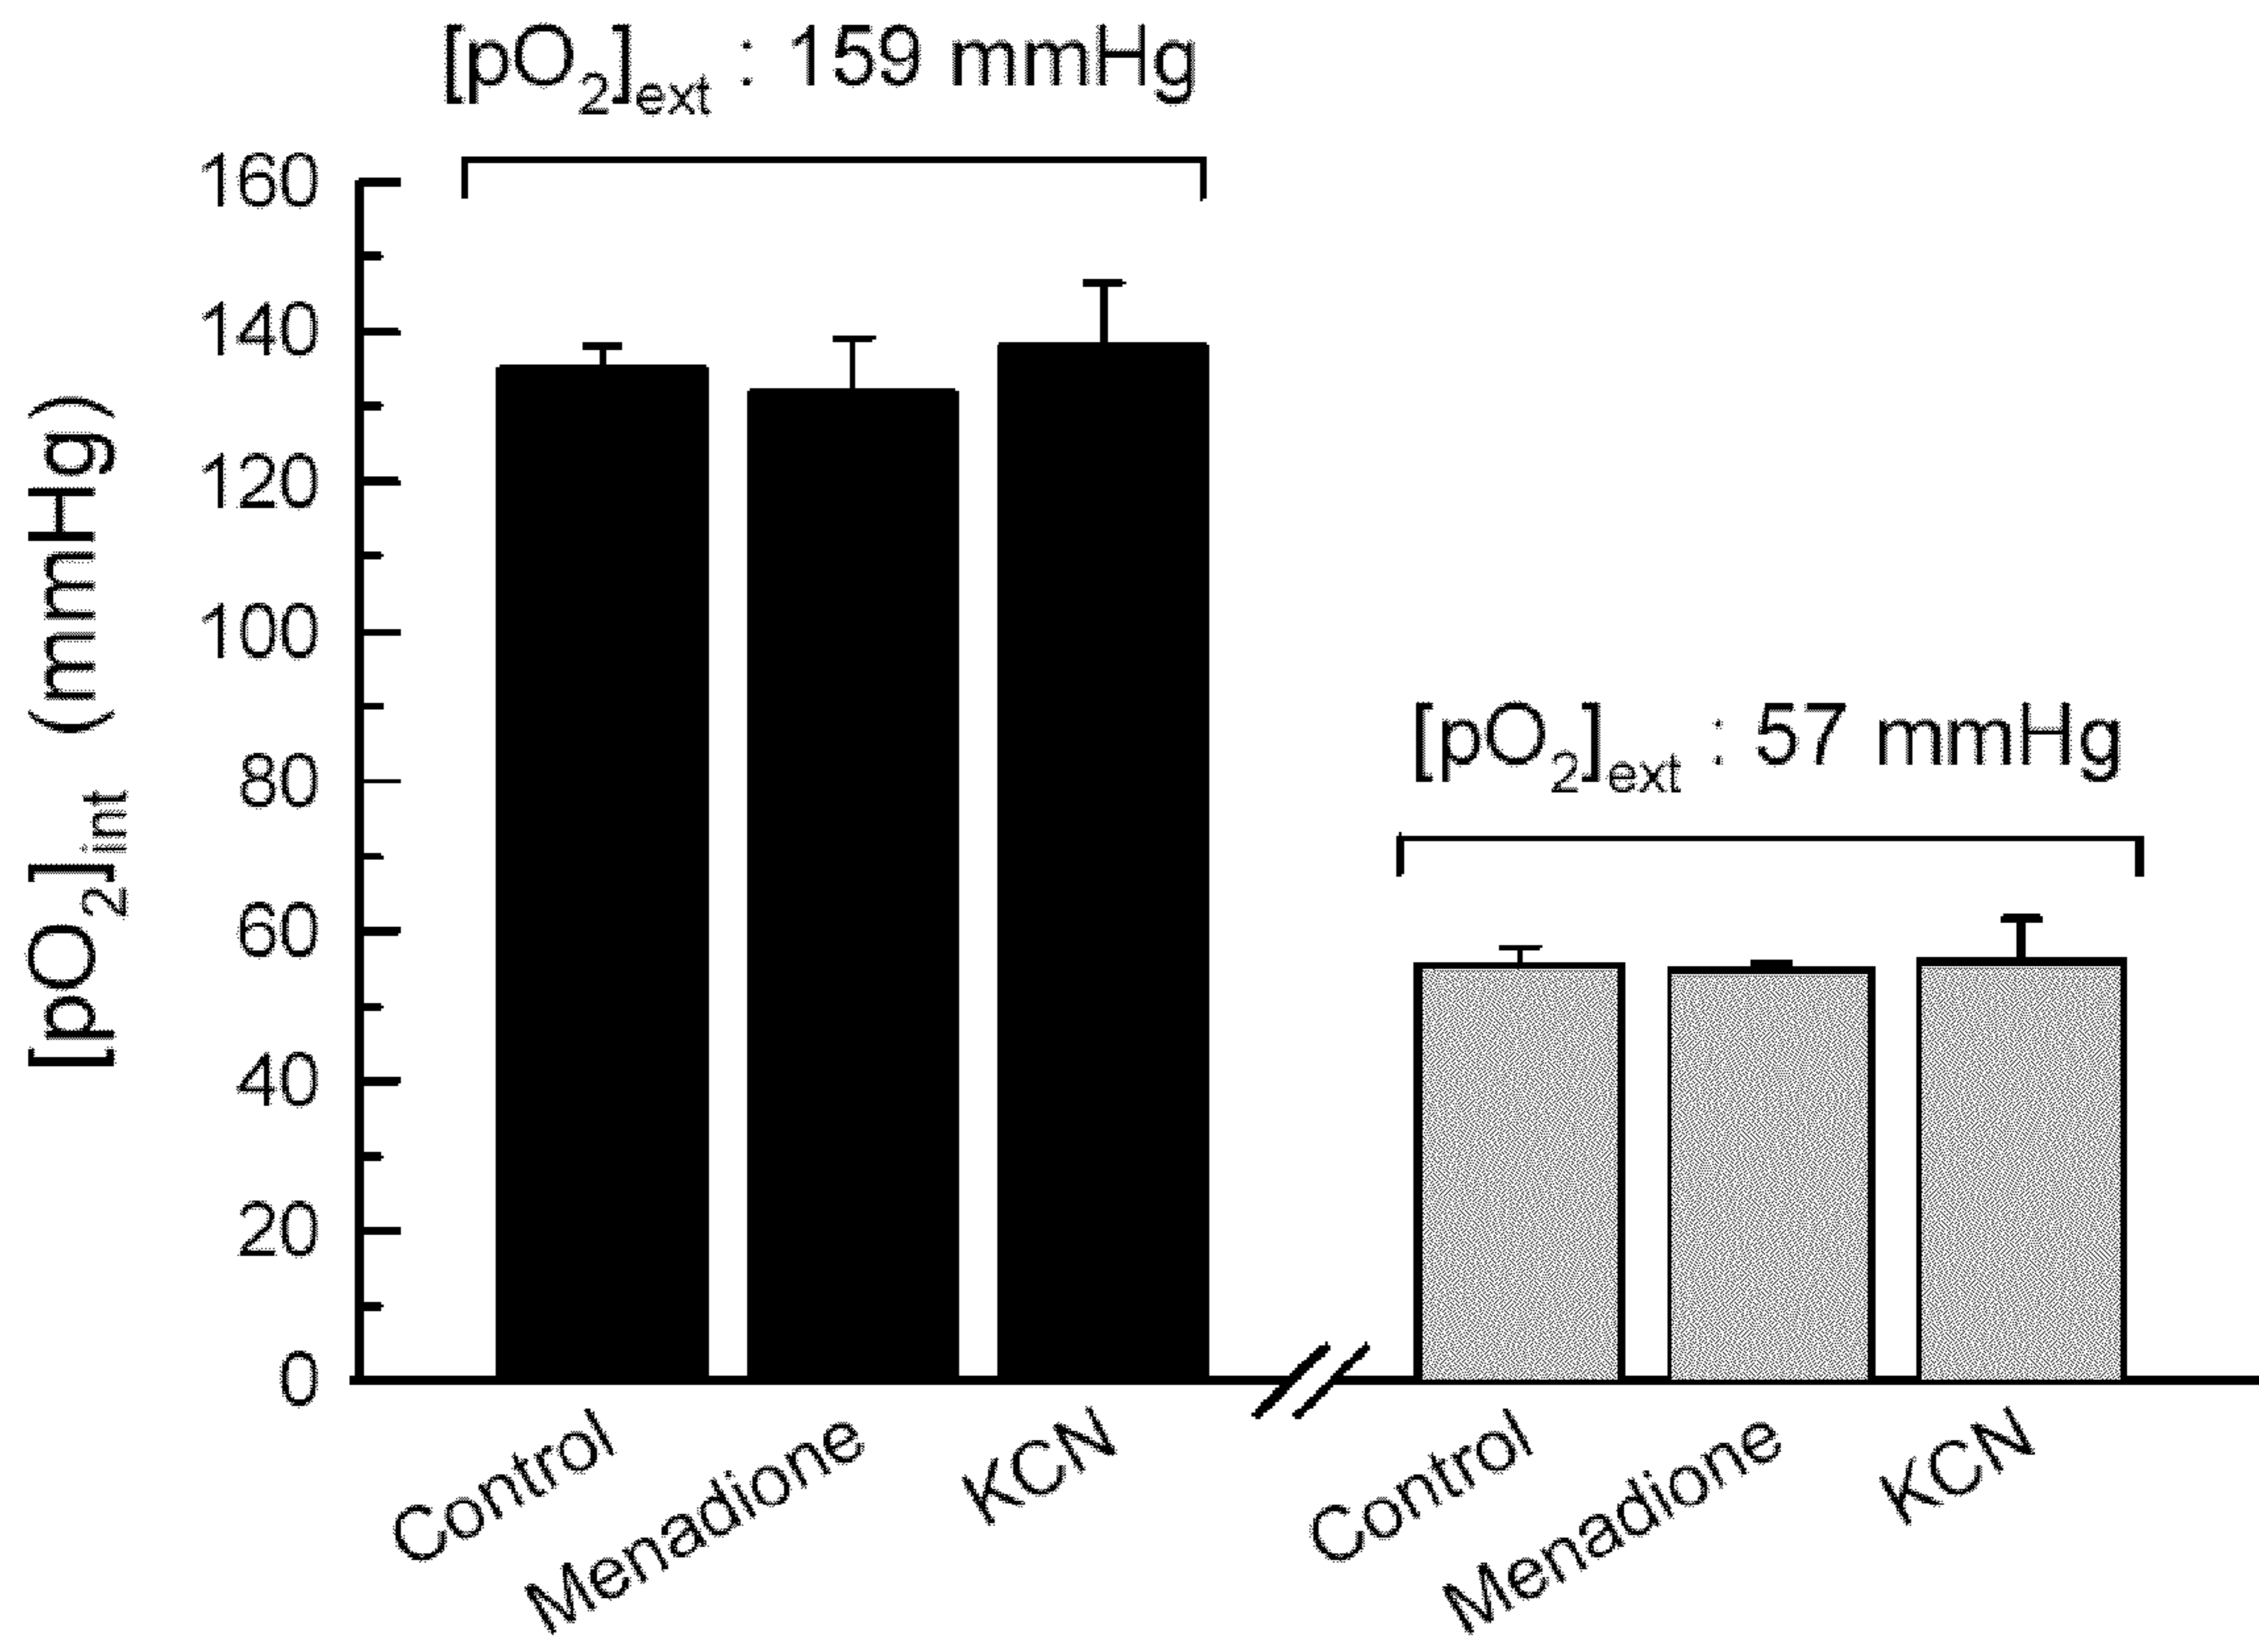 [pO₂]ext : 159 mmHg
160
140
120
100
80
60
40
20
0
[pO₂]int (mmHg)
[pO₂]ext : 57 mmHg
Control
Menadione
KCN
Control
Menadione
KCN